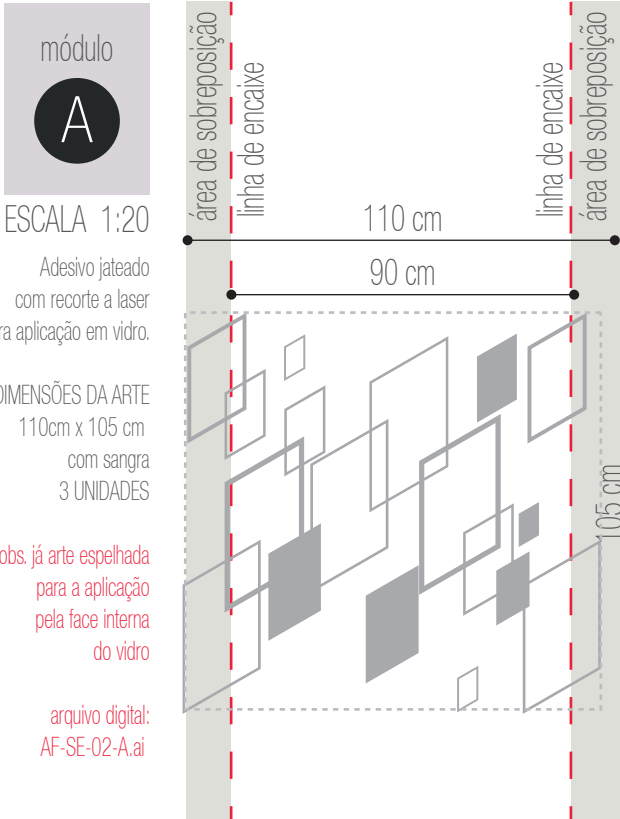 módulo
A
ESCALA 1:20
Adesivo jateado
com recorte a laser
aplicação em vidro.
DIMENSÕES DA ARTE
110cm x 105 cm
com sangra
3 UNIDADES
obs. já arte espelhada
para a aplicação
pela face interna
do vidro
arquivo digital:
AF-SE-02-A.ai
área de sobreposição
linha de encaixe
linha de encaixe
área de sobreposição
110 cm
90 cm
105 cm